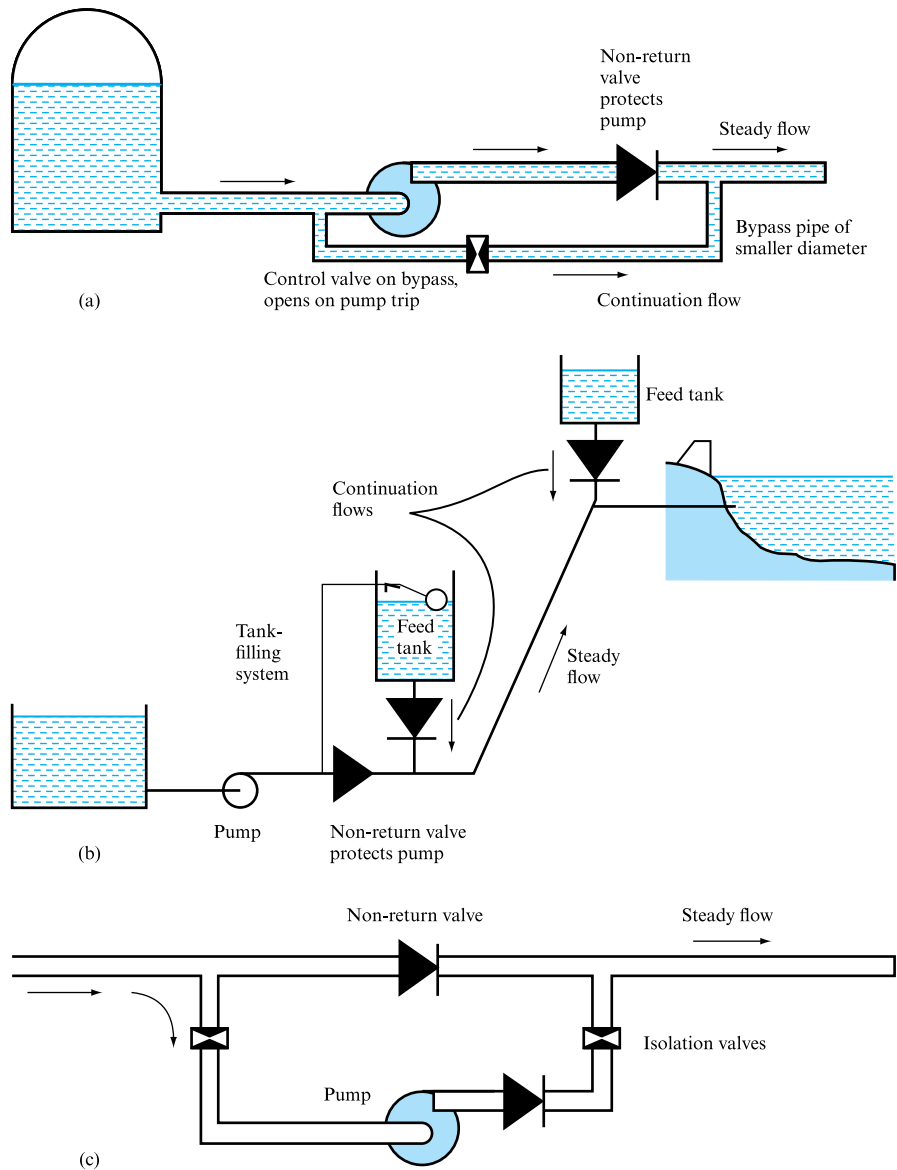 Non-return
valve
protects
pump
Steady flow
Bypass pipe of
smaller diameter
Control valve on bypass,
opens on pump trip
Continuation flow
(a)
Feed tank
Continuation
flows
Feed
tank
Tank-
filling
system
Steady
flow
Pump
Non-return valve
protects pump
(b)
Non-return valve
Steady flow
Isolation valves
Pump
(c)